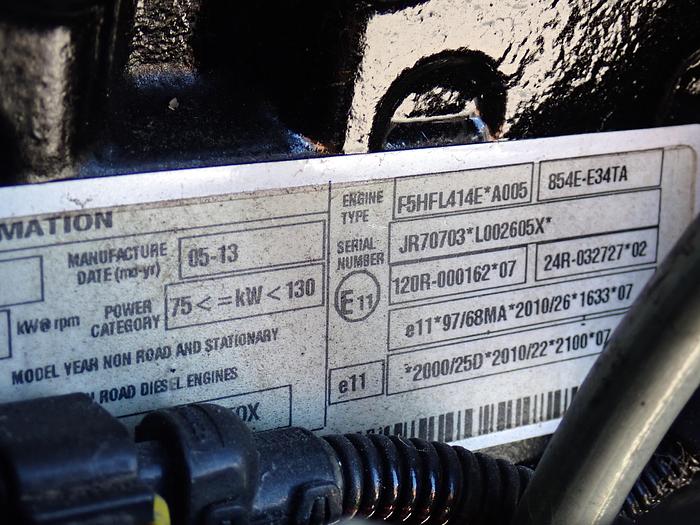 MATION
MANUFACTURE DATE (md-yr) 05-13
kW@rpm POWER CATEGORY 75 < = kW < 130
MODEL YEAR NON ROAD AND STATIONARY
ROAD DIESEL ENGINES
ENGINE TYPE F5HFL414E*A005 854E-E34TA
SERIAL NUMBER JR70703*L002605X*
E11 120R-000162*07 24R-032727*02
e11*97/68MA*2010/26*1633*07
e11 *2000/25D*2010/22*2100*07